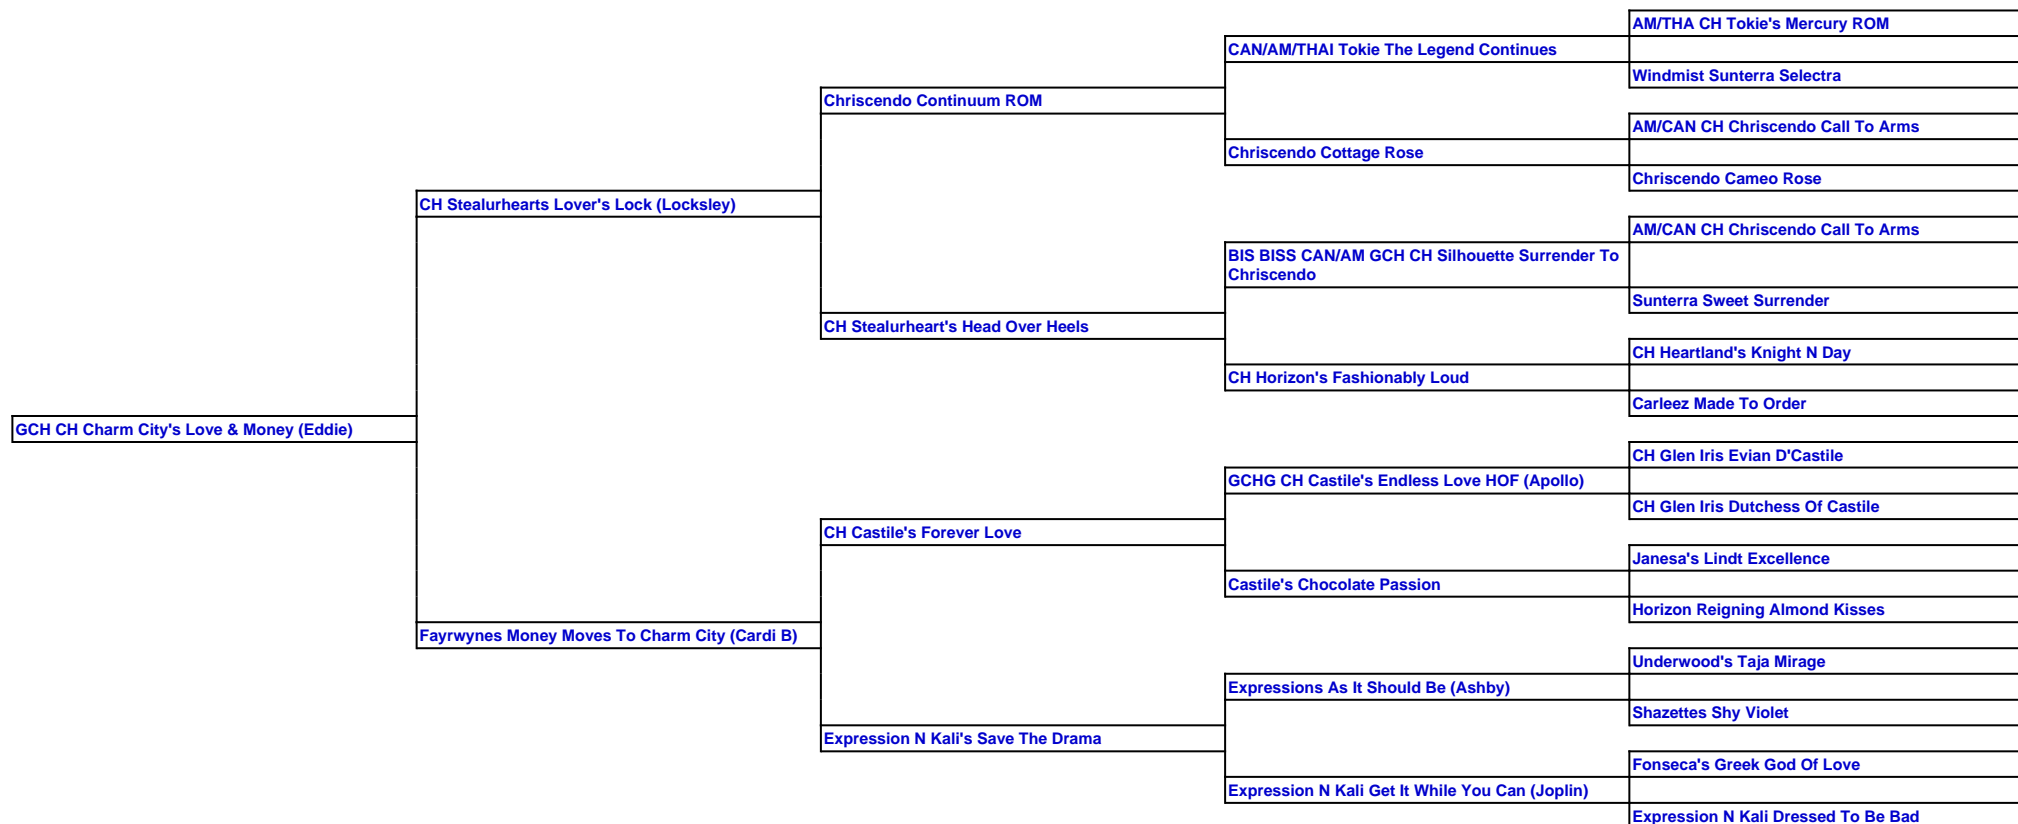 AM/THA CH Tokie's Mercury ROM
CAN/AM/THAI Tokie The Legend Continues
Windmist Sunterra Selectra
Chriscendo Continuum ROM
AM/CAN CH Chriscendo Call To Arms
Chriscendo Cottage Rose
Chriscendo Cameo Rose
CH Stealurhearts Lover's Lock (Locksley)
AM/CAN CH Chriscendo Call To Arms
BIS BISS CAN/AM GCH CH Silhouette Surrender To
Chriscendo
Sunterra Sweet Surrender
CH Stealurheart's Head Over Heels
CH Heartland's Knight N Day
CH Horizon's Fashionably Loud
Carleez Made To Order
GCH CH Charm City's Love & Money (Eddie)
CH Glen Iris Evian D'Castile
GCHG CH Castile's Endless Love HOF (Apollo)
CH Glen Iris Dutchess Of Castile
CH Castile's Forever Love
Janesa's Lindt Excellence
Castile's Chocolate Passion
Horizon Reigning Almond Kisses
Fayrwynes Money Moves To Charm City (Cardi B)
Underwood's Taja Mirage
Expressions As It Should Be (Ashby)
Shazettes Shy Violet
Expression N Kali's Save The Drama
Fonseca's Greek God Of Love
Expression N Kali Get It While You Can (Joplin)
Expression N Kali Dressed To Be Bad